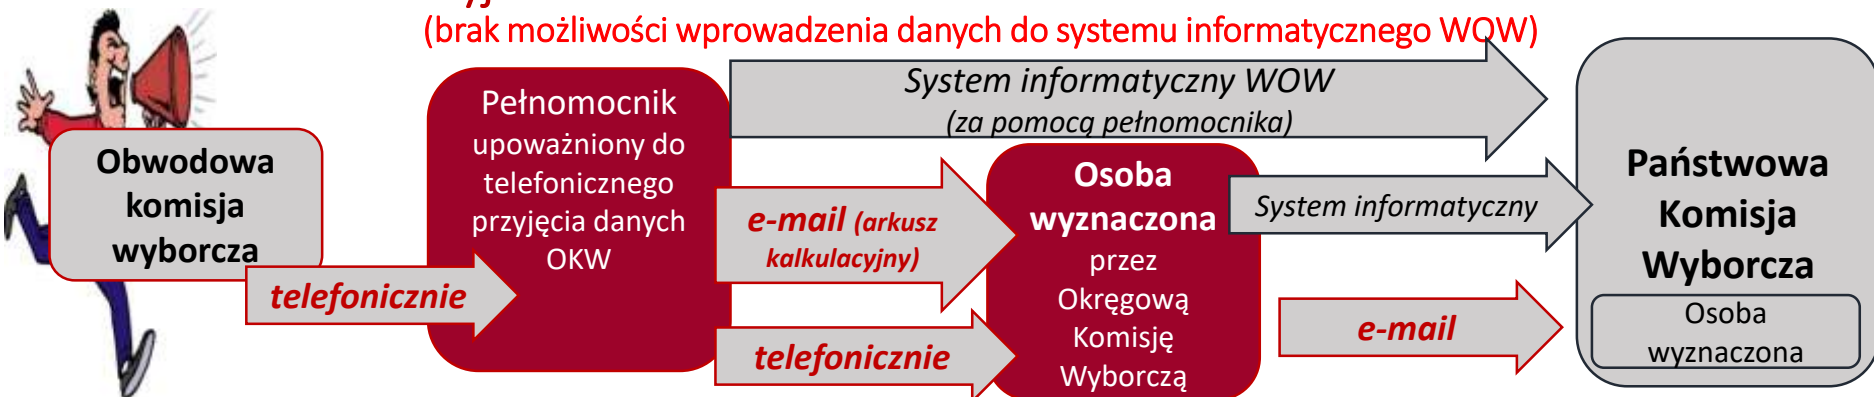 (brak możliwości wprowadzenia danych do systemu informatycznego WOW)
Obwodowa
komisja
wyborcza
telefonicznie
Pełnomocnik
upoważniony do
telefonicznego
przyjęcia danych
OKW
System informatyczny WOW
(za pomocą pełnomocnika)
e-mail (arkusz
kalkulacyjny)
telefonicznie
Osoba
wyznaczona
przez
Okręgową
Komisję
Wyborczą
System informatyczny
e-mail
Państwowa
Komisja
Wyborcza
Osoba
wyznaczona